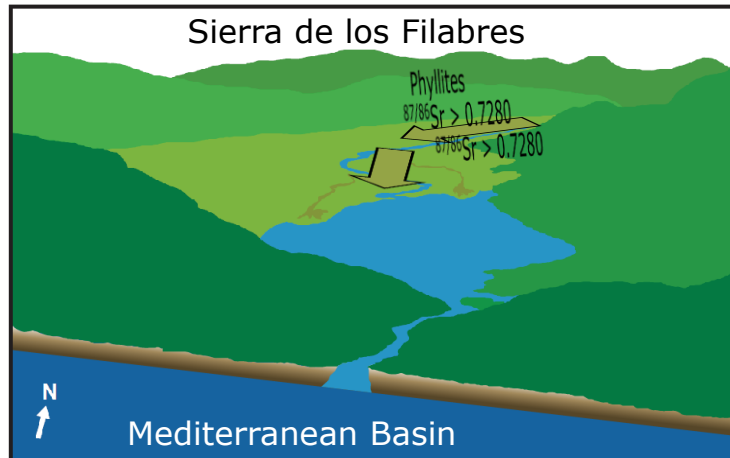 Sierra de los Filabres
Phyllites
87/86Sr > 0.7280
87/86Sr > 0.7280
N
Mediterranean Basin